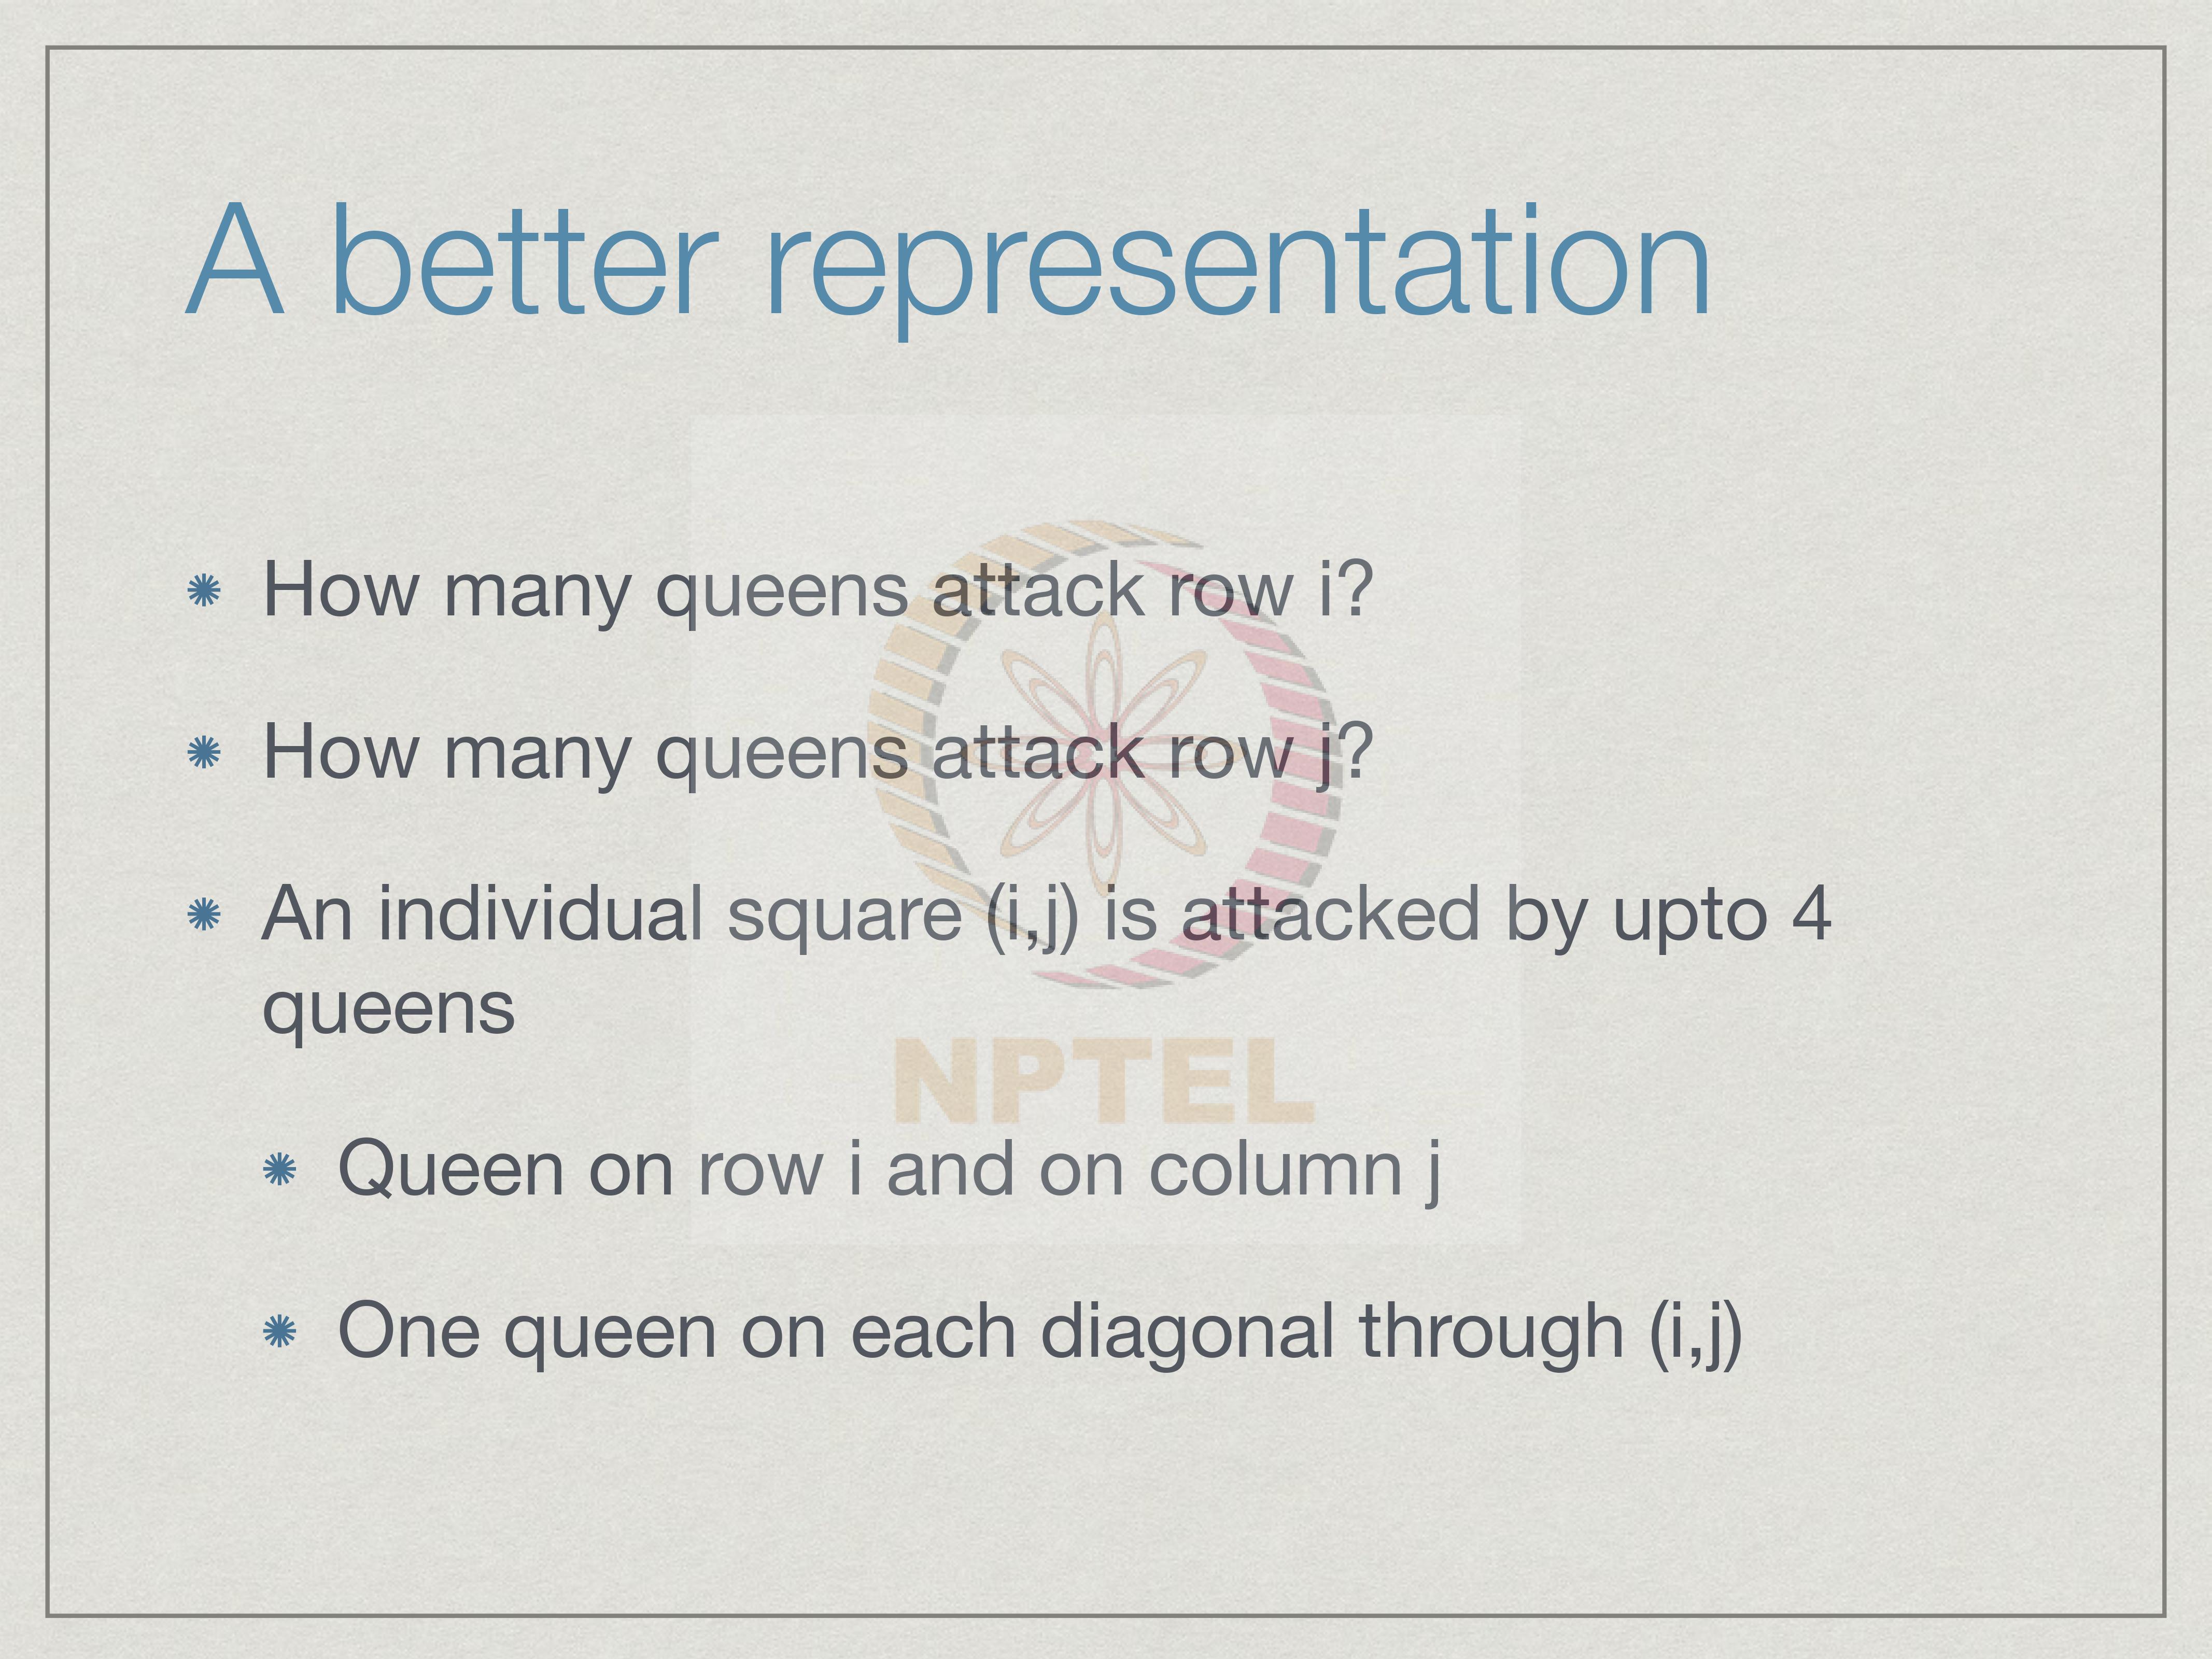 A better representation
How many queens attack row i?
How many queens attack row j?
An individual square (i,j) is attacked by upto 4
queens
NPTEL
Queen on row i and on column j
One queen on each diagonal through (i,j)